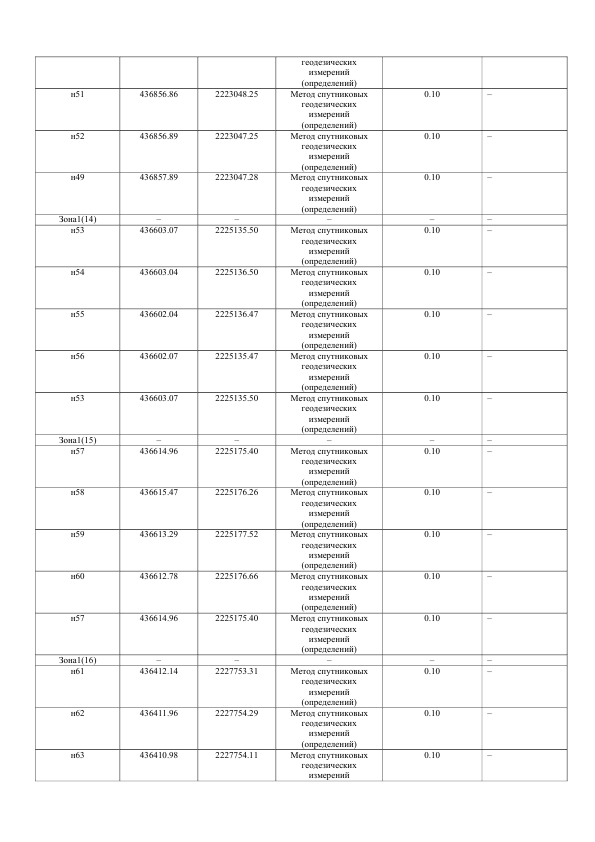 геодезических
измерений
(определений)
н51 436856.86 2223048.25 Метод спутниковых 0.10 –
геодезических
измерений
(определений)
н52 436856.89 2223047.25 Метод спутниковых 0.10 –
геодезических
измерений
(определений)
н49 436857.89 2223047.28 Метод спутниковых 0.10 –
геодезических
измерений
(определений)
Зона1(14) – – – – –
н53 436603.07 2225135.50 Метод спутниковых 0.10 –
геодезических
измерений
(определений)
н54 436603.04 2225136.50 Метод спутниковых 0.10 –
геодезических
измерений
(определений)
н55 436602.04 2225136.47 Метод спутниковых 0.10 –
геодезических
измерений
(определений)
н56 436602.07 2225135.47 Метод спутниковых 0.10 –
геодезических
измерений
(определений)
н53 436603.07 2225135.50 Метод спутниковых 0.10 –
геодезических
измерений
(определений)
Зона1(15) – – – – –
н57 436614.96 2225175.40 Метод спутниковых 0.10 –
геодезических
измерений
(определений)
н58 436615.47 2225176.26 Метод спутниковых 0.10 –
геодезических
измерений
(определений)
н59 436613.29 2225177.52 Метод спутниковых 0.10 –
геодезических
измерений
(определений)
н60 436612.78 2225176.66 Метод спутниковых 0.10 –
геодезических
измерений
(определений)
н57 436614.96 2225175.40 Метод спутниковых 0.10 –
геодезических
измерений
(определений)
Зона1(16) – – – – –
н61 436412.14 2227753.31 Метод спутниковых 0.10 –
геодезических
измерений
(определений)
н62 436411.96 2227754.29 Метод спутниковых 0.10 –
геодезических
измерений
(определений)
н63 436410.98 2227754.11 Метод спутниковых 0.10 –
геодезических
измерений